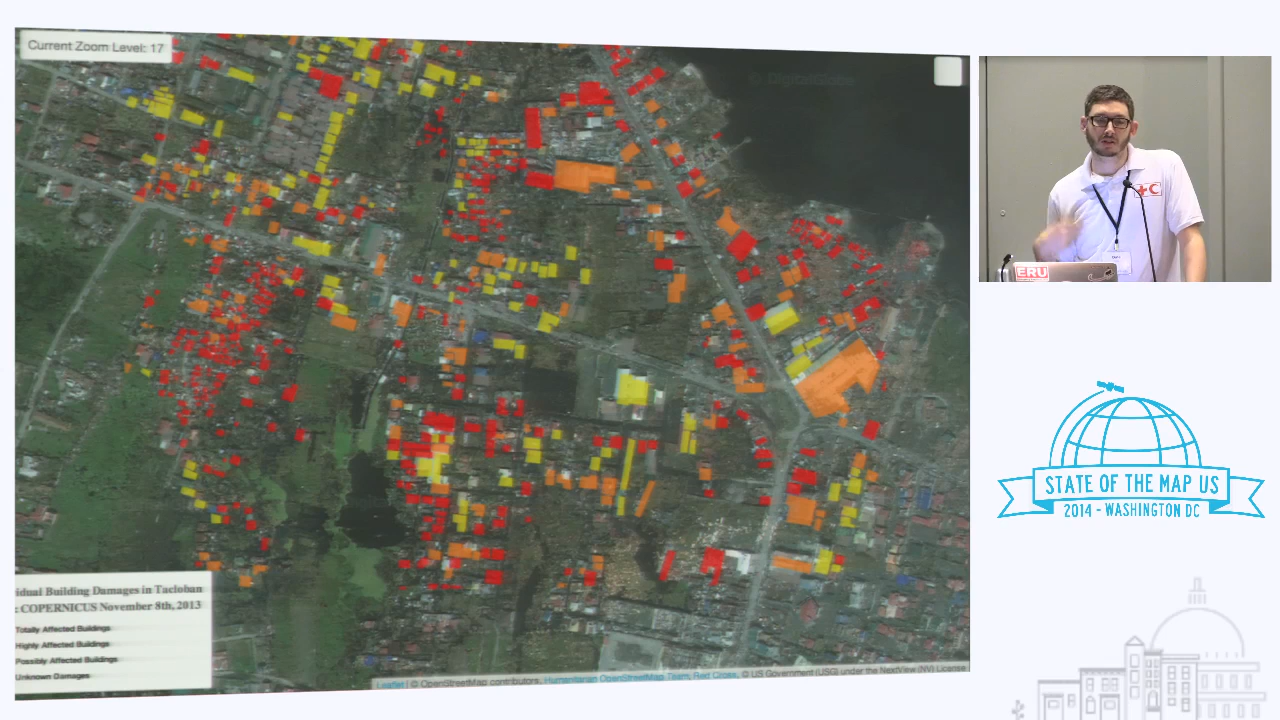 Current Zoom Level: 17
© DigitalGlobe
idual Building Damages in Tacloban
: COPERNICUS November 8th, 2013
Totally Affected Buildings
Highly Affected Buildings
Possibly Affected Buildings
Unknown Damages
Leaflet | © OpenStreetMap contributors, Humanitarian OpenStreetMap Team, Red Cross, © US Government (USG) under the NextView (NV) License
ERU
STATE OF THE MAP US
2014 - WASHINGTON DC